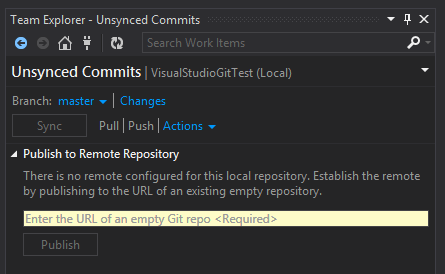 Team Explorer - Unsynced Commits
Search Work Items
Unsynced Commits | VisualStudioGitTest (Local)
Branch: master | Changes
Sync Pull | Push | Actions
Publish to Remote Repository
There is no remote configured for this local repository. Establish the remote
by publishing to the URL of an existing empty repository.
Enter the URL of an empty Git repo <Required>
Publish